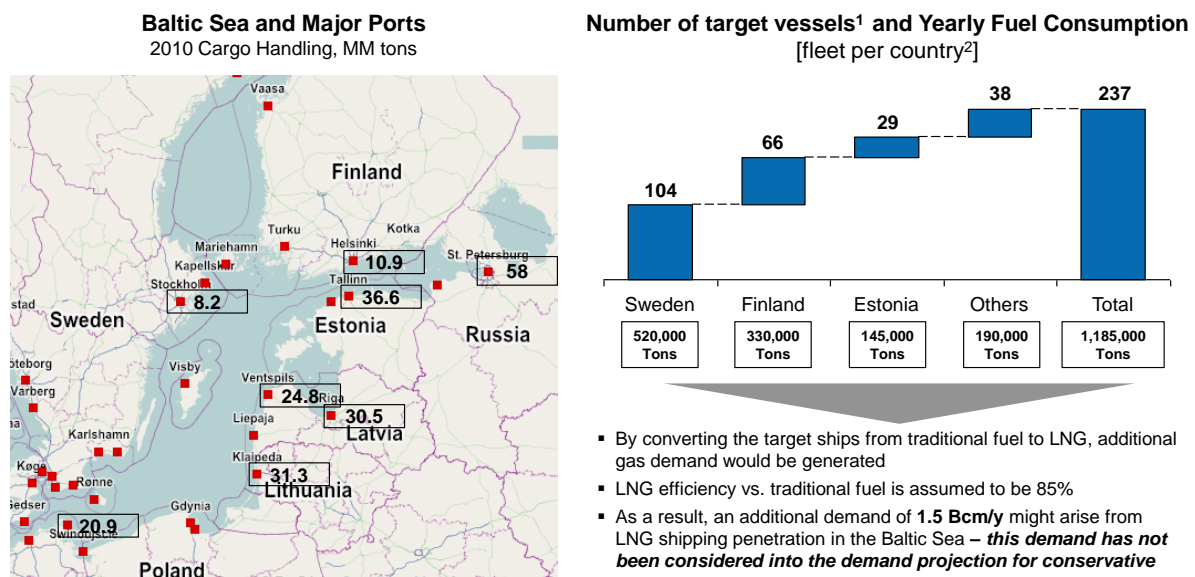 Baltic Sea and Major Ports
2010 Cargo Handling, MM tons
Vaasa
Finland
Turku
Kotka
Helsinki
10.9
Mariehamn
St. Petersburg
58
Kapellskär
Tallinn
36.6
Stockholm
8.2
stad
Sweden
Estonia
Russia
Visby
Ventspils
24.8
öteborg
Varberg
Riga
30.5
Liepaja
Latvia
aa
Karlshamn
Klaipeda
31.3
Lithuania
Køge
Rønne
Gedser
Gdynia
20.9
Swinoujscie
Poland
Number of target vessels¹ and Yearly Fuel Consumption
[fleet per country²]
104
66
29
38
237
Sweden Finland Estonia Others Total
520,000 Tons
330,000 Tons
145,000 Tons
190,000 Tons
1,185,000 Tons
▪ By converting the target ships from traditional fuel to LNG, additional
gas demand would be generated
▪ LNG efficiency vs. traditional fuel is assumed to be 85%
▪ As a result, an additional demand of 1.5 Bcm/y might arise from
LNG shipping penetration in the Baltic Sea – this demand has not
been considered into the demand projection for conservative